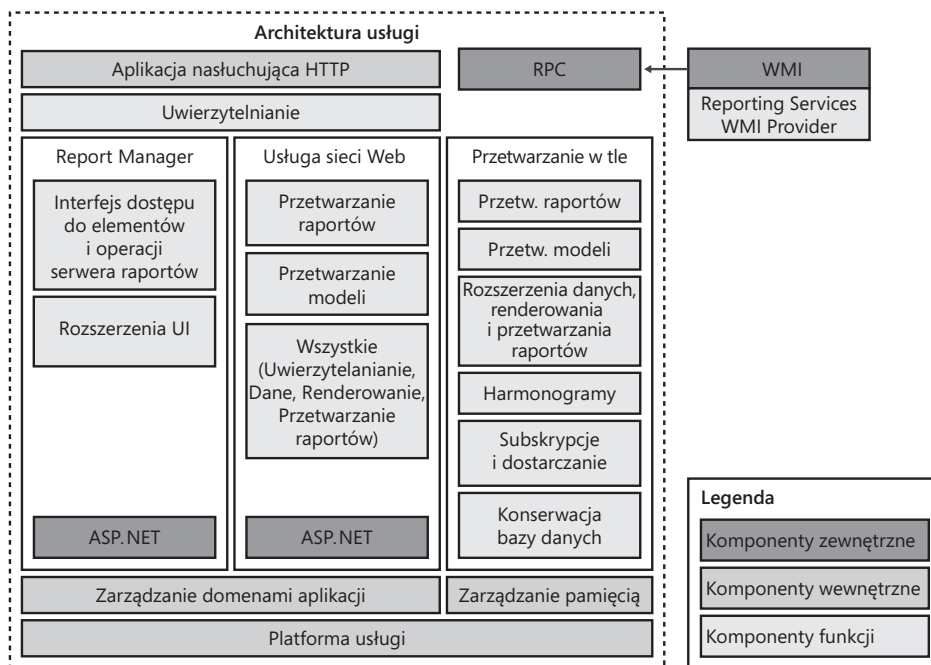 Architektura usługi
Aplikacja nasłuchująca HTTP
RPC
WMI
Reporting Services
WMI Provider
Uwierzytelnianie
Report Manager
Interfejs dostępu
do elementów
i operacji
serwera raportów
Rozszerzenia UI
ASP.NET
Usługa sieci Web
Przetwarzanie
raportów
Przetwarzanie
modeli
Wszystkie
(Uwierzytelanianie,
Dane, Renderowanie,
Przetwarzanie
raportów)
ASP.NET
Przetwarzanie w tle
Przetw. raportów
Przetw. modeli
Rozszerzenia danych,
renderowania
i przetwarzania
raportów
Harmonogramy
Subskrypcje
i dostarczanie
Konserwacja
bazy danych
Zarządzanie domenami aplikacji
Zarządzanie pamięcią
Platforma usługi
Legenda
Komponenty zewnętrzne
Komponenty wewnętrzne
Komponenty funkcji